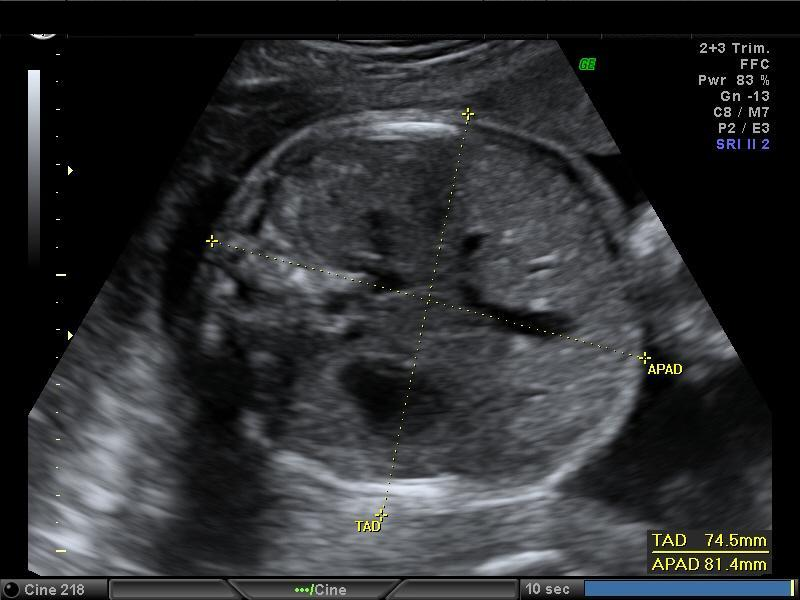 GE
2+3 Trim.
FFC
Pwr 83 %
Gn -13
C8 / M7
P2 / E3
SRI II 2
APAD
TAD
TAD 74.5mm
APAD 81.4mm
Cine 218
•••/Cine
10 sec